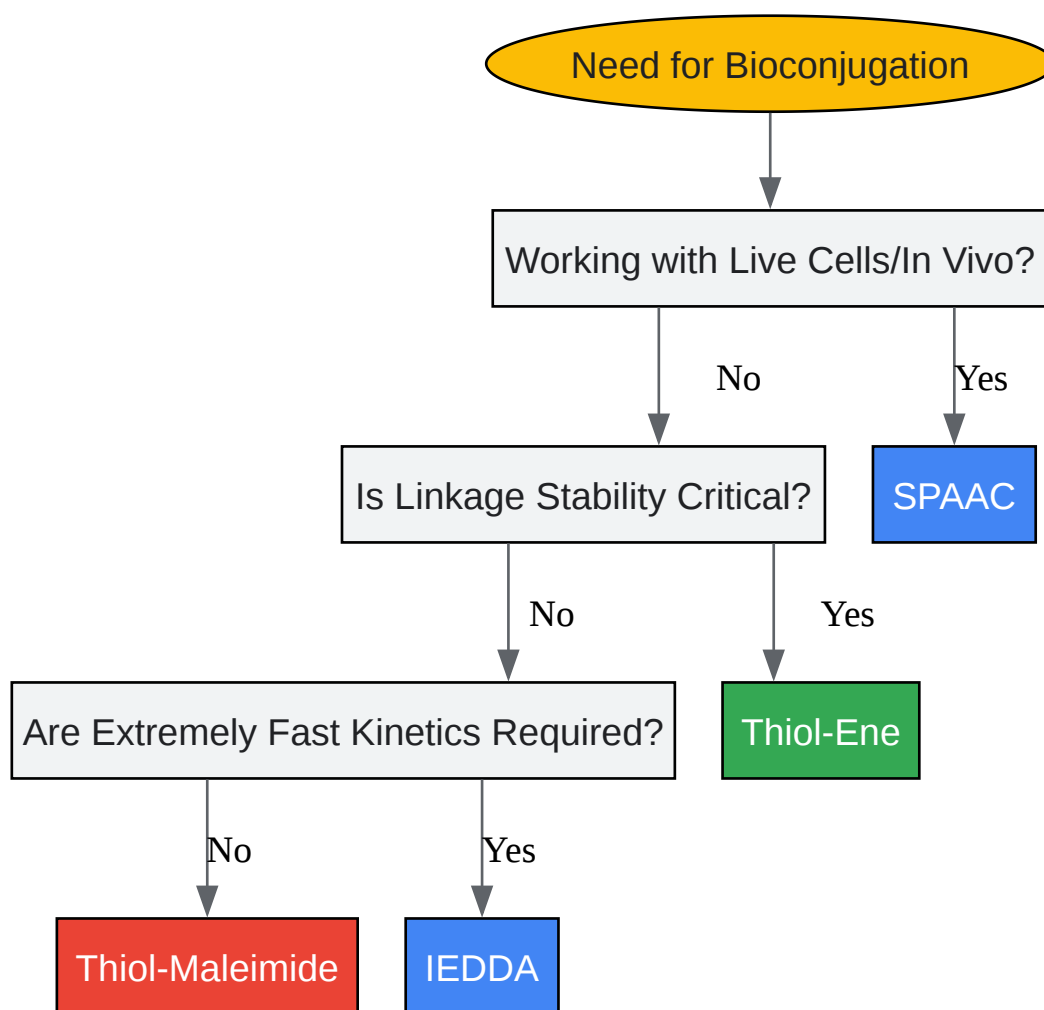 Need for Bioconjugation
Working with Live Cells/In Vivo?
No
Yes
Is Linkage Stability Critical?
SPAAC
No
Yes
Are Extremely Fast Kinetics Required?
Thiol-Ene
No
Yes
Thiol-Maleimide
IEDDA